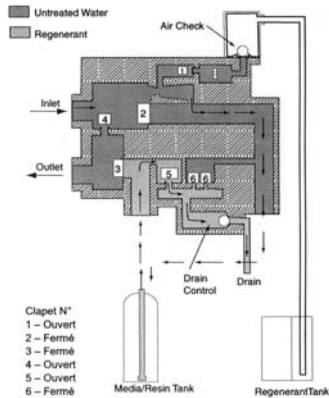 Untreated Water
Regenerant
Air Check
1
Inlet
2
4
Outlet
3
5
6
6
Drain
Control
Drain
Clapet N°
1 – Ouvert
2 – Fermé
3 – Fermé
4 – Ouvert
5 – Ouvert
6 – Fermé
Media/Resin Tank
RegenerantTank